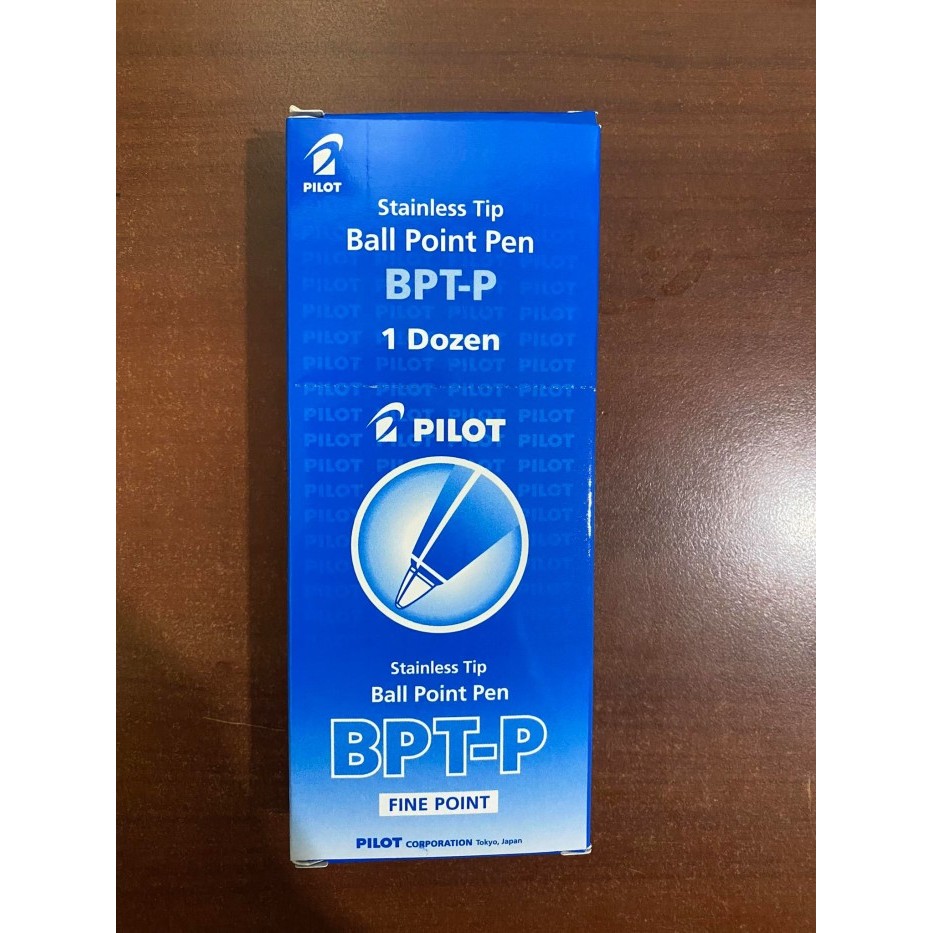 PILOT
Stainless Tip
Ball Point Pen
BPT-P
1 Dozen
PILOT
Stainless Tip
Ball Point Pen
BPT-P
FINE POINT
PILOT CORPORATION Tokyo, Japan